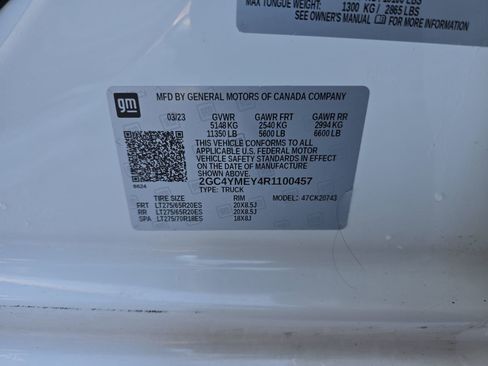 MAX TONGUE WEIGHT: 1300 KG / 2865 LBS
SEE OWNER'S MANUAL FOR MORE INFORMATION
gm
MFD BY GENERAL MOTORS OF CANADA COMPANY
03/23 GVWR GAWR FRT GAWR RR
5148 KG 2540 KG 2994 KG
11350 LB 5600 LB 6600 LB
THIS VEHICLE CONFORMS TO ALL
APPLICABLE U.S. FEDERAL MOTOR
VEHICLE SAFETY STANDARDS IN EFFECT
ON THE DATE OF MANUFACTURE
SHOWN ABOVE.
2GC4YMEY4R1100457
TYPE: TRUCK
8624
TIRE SIZE RIM MODEL: 47CK20743
FRT LT275/65R20ES 20X8.5J
RR LT275/65R20ES 20X8.5J
SPA LT275/70R18ES 18X8J